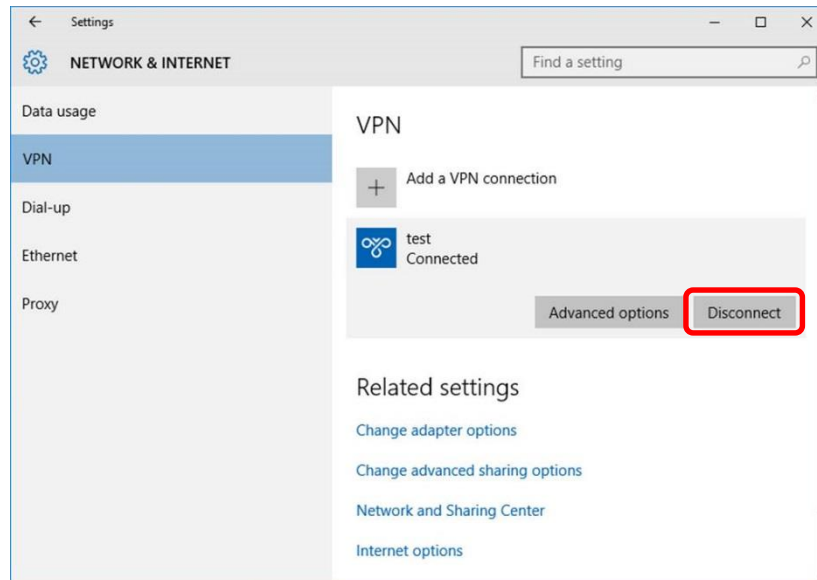 Settings
NETWORK & INTERNET
Find a setting
Data usage
VPN
Dial-up
Ethernet
Proxy
VPN
Add a VPN connection
test
Connected
Advanced options
Disconnect
Related settings
Change adapter options
Change advanced sharing options
Network and Sharing Center
Internet options